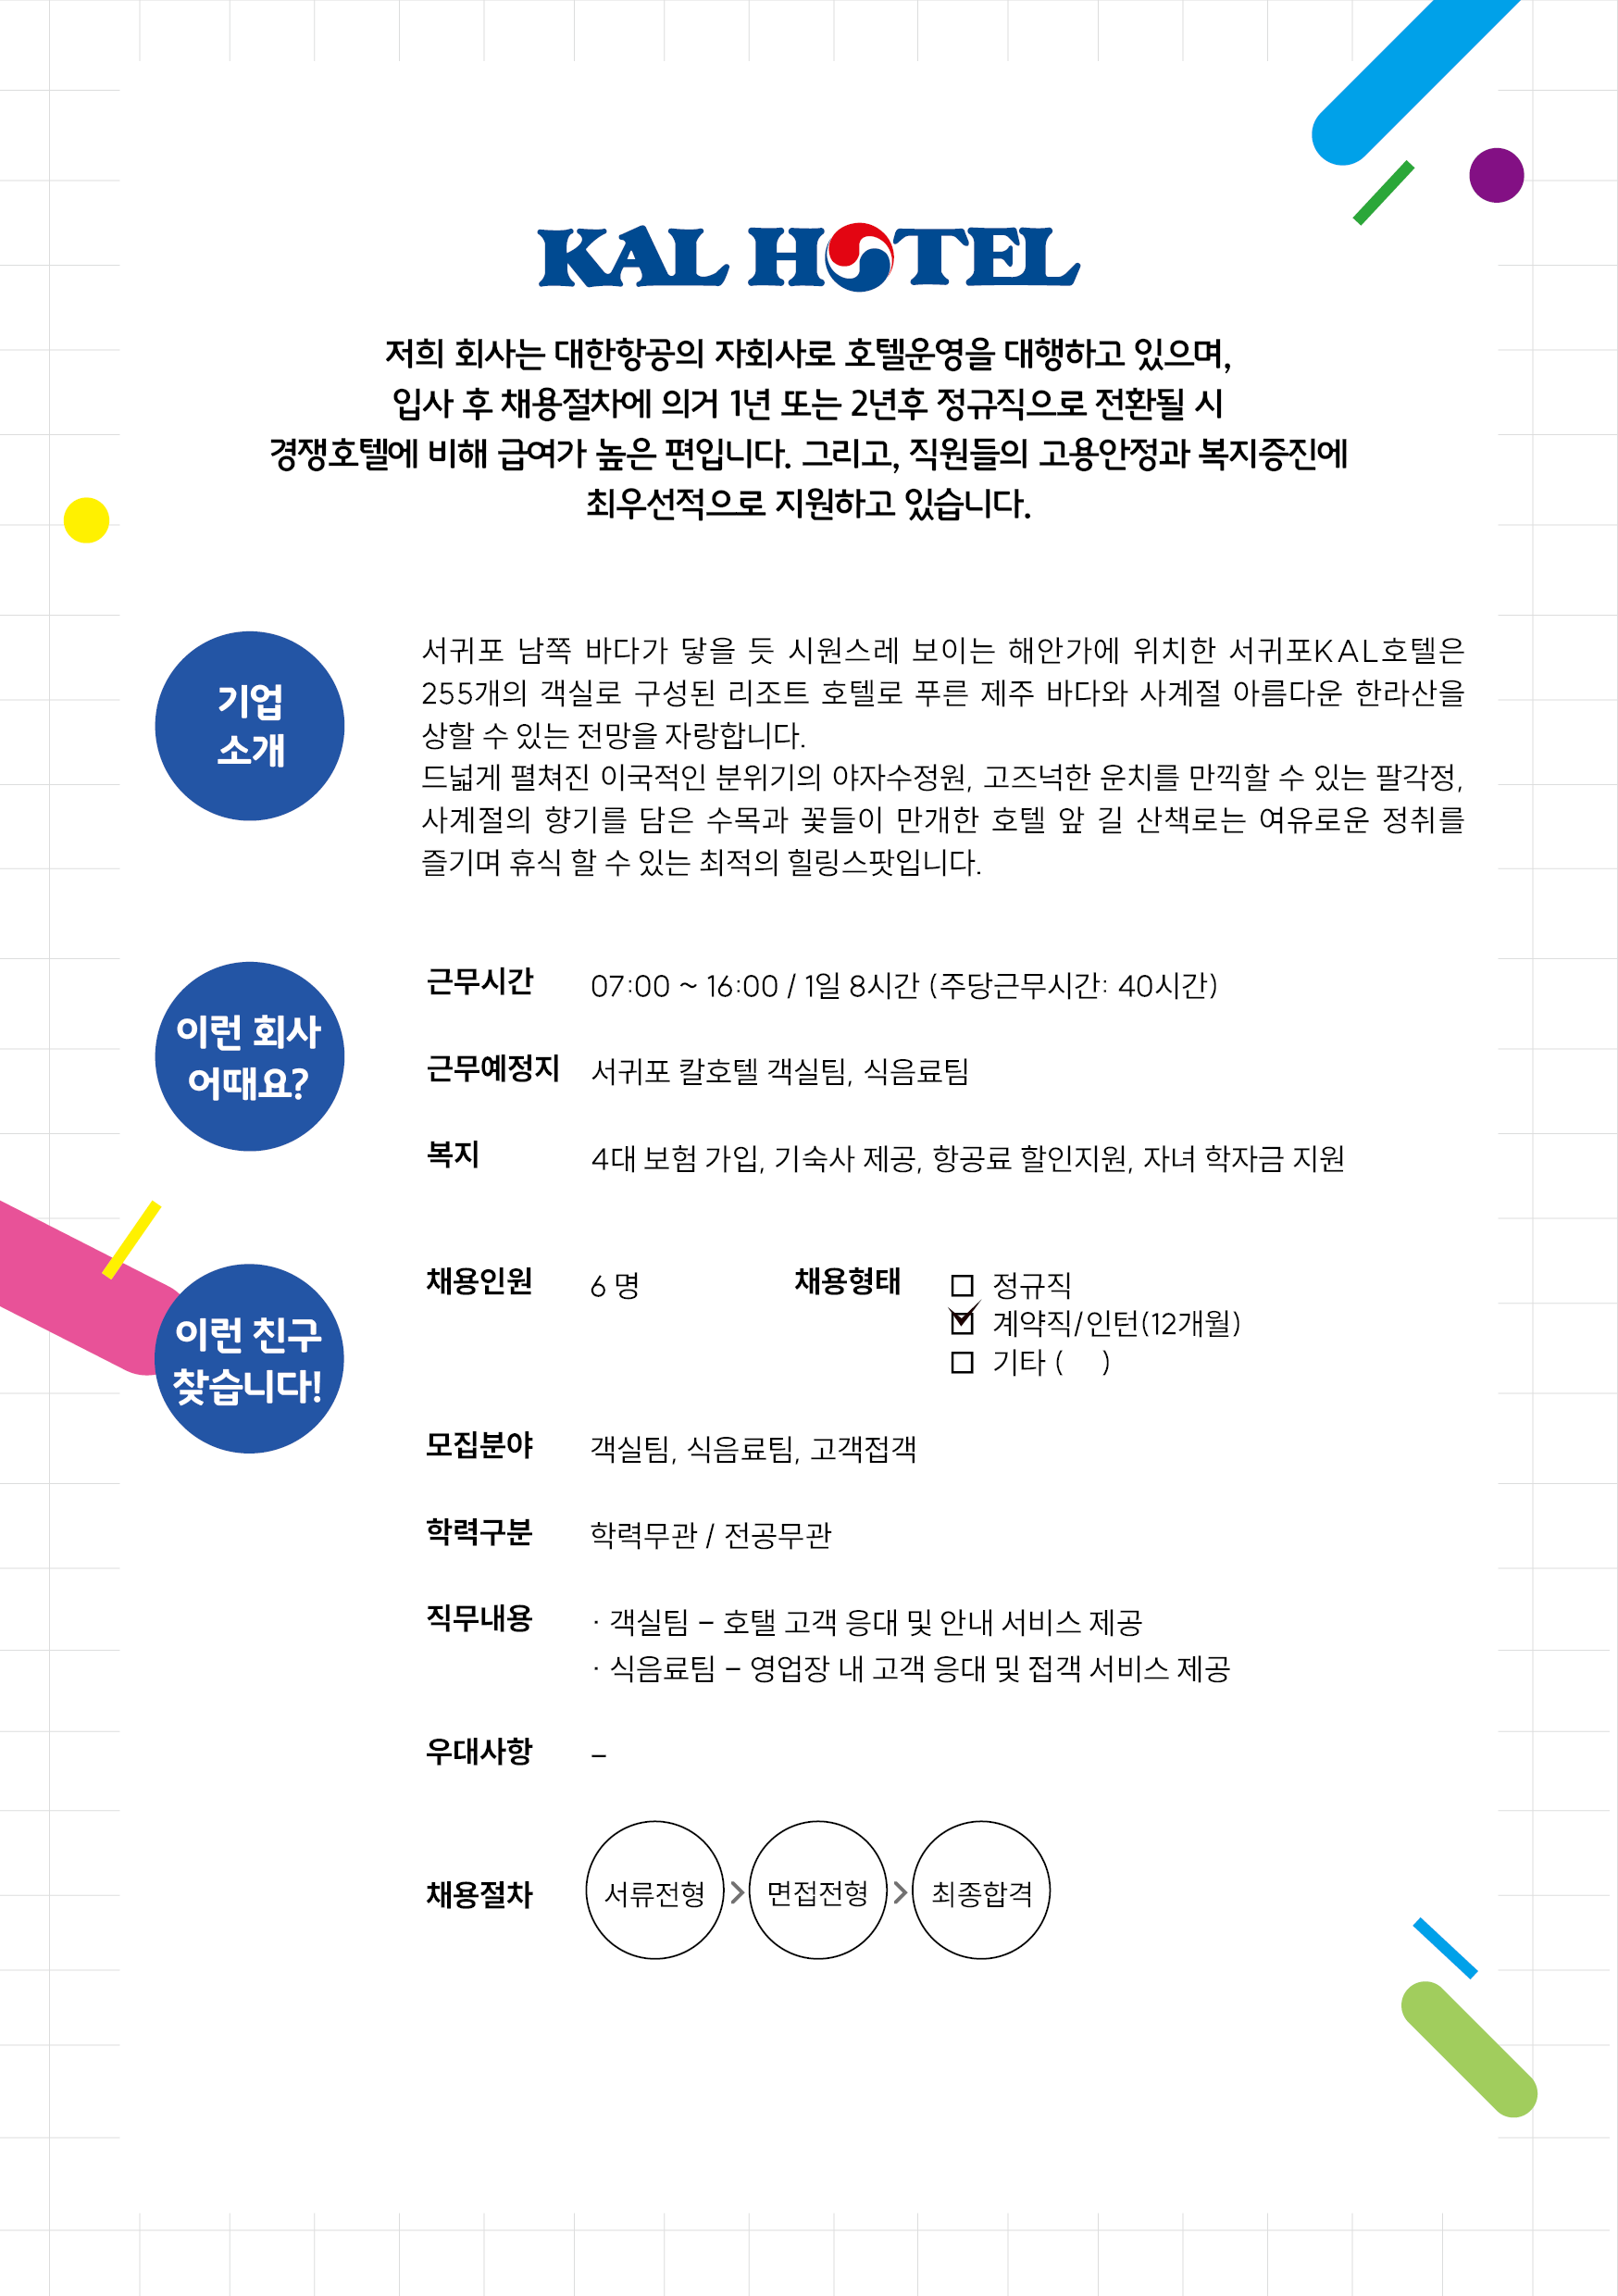 KAL HOTEL
저희 회사는 대한항공의 자회사로 호텔운영을 대행하고 있으며,
입사 후 채용절차에 의거 1년 또는 2년후 정규직으로 전환될 시
경쟁호텔에 비해 급여가 높은 편입니다. 그리고, 직원들의 고용안정과 복지증진에
최우선적으로 지원하고 있습니다.
기업
소개
서귀포 남쪽 바다가 닿을 듯 시원스레 보이는 해안가에 위치한 서귀포KAL호텔은
255개의 객실로 구성된 리조트 호텔로 푸른 제주 바다와 사계절 아름다운 한라산을
상할 수 있는 전망을 자랑합니다.
드넓게 펼쳐진 이국적인 분위기의 야자수정원, 고즈넉한 운치를 만끽할 수 있는 팔각정,
사계절의 향기를 담은 수목과 꽃들이 만개한 호텔 앞 길 산책로는 여유로운 정취를
즐기며 휴식 할 수 있는 최적의 힐링스팟입니다.
이런 회사
어때요?
근무시간 07:00 ~ 16:00 / 1일 8시간 (주당근무시간: 40시간)
근무예정지 서귀포 칼호텔 객실팀, 식음료팀
복지 4대 보험 가입, 기숙사 제공, 항공료 할인지원, 자녀 학자금 지원
이런 친구
찾습니다!
채용인원 6 명 채용형태 □ 정규직
☑ 계약직/인턴(12개월)
□ 기타 ( )
모집분야 객실팀, 식음료팀, 고객접객
학력구분 학력무관 / 전공무관
직무내용 · 객실팀 – 호탤 고객 응대 및 안내 서비스 제공
· 식음료팀 – 영업장 내 고객 응대 및 접객 서비스 제공
우대사항 –
채용절차 서류전형 > 면접전형 > 최종합격